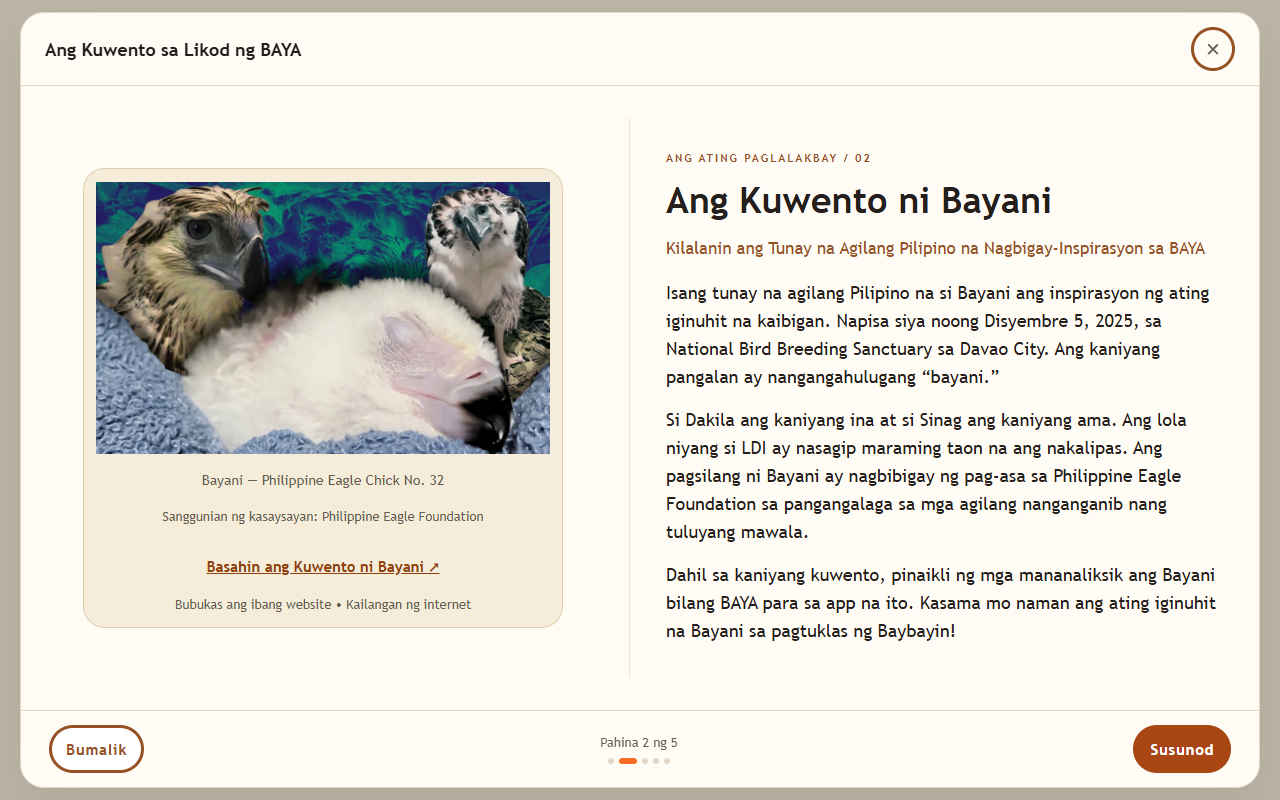 Ang Kuwento sa Likod ng BAYA
Bayani — Philippine Eagle Chick No. 32
Sanggunian ng kasaysayan: Philippine Eagle Foundation
Basahin ang Kuwento ni Bayani ↗
Bubukas ang ibang website • Kailangan ng internet
ANG ATING PAGLALAKBAY / 02
Ang Kuwento ni Bayani
Kilalanin ang Tunay na Agilang Pilipino na Nagbigay-Inspirasyon sa BAYA
Isang tunay na agilang Pilipino na si Bayani ang inspirasyon ng ating
iginuhit na kaibigan. Napisa siya noong Disyembre 5, 2025, sa
National Bird Breeding Sanctuary sa Davao City. Ang kaniyang
pangalan ay nangangahulugang “bayani.”
Si Dakila ang kaniyang ina at si Sinag ang kaniyang ama. Ang lola
niyang si LDI ay nasagip maraming taon na ang nakalipas. Ang
pagsilang ni Bayani ay nagbibigay ng pag-asa sa Philippine Eagle
Foundation sa pangangalaga sa mga agilang nanganganib nang
tuluyang mawala.
Dahil sa kaniyang kuwento, pinaikli ng mga mananaliksik ang Bayani
bilang BAYA para sa app na ito. Kasama mo naman ang ating iginuhit
na Bayani sa pagtuklas ng Baybayin!
Bumalik
Pahina 2 ng 5
Susunod